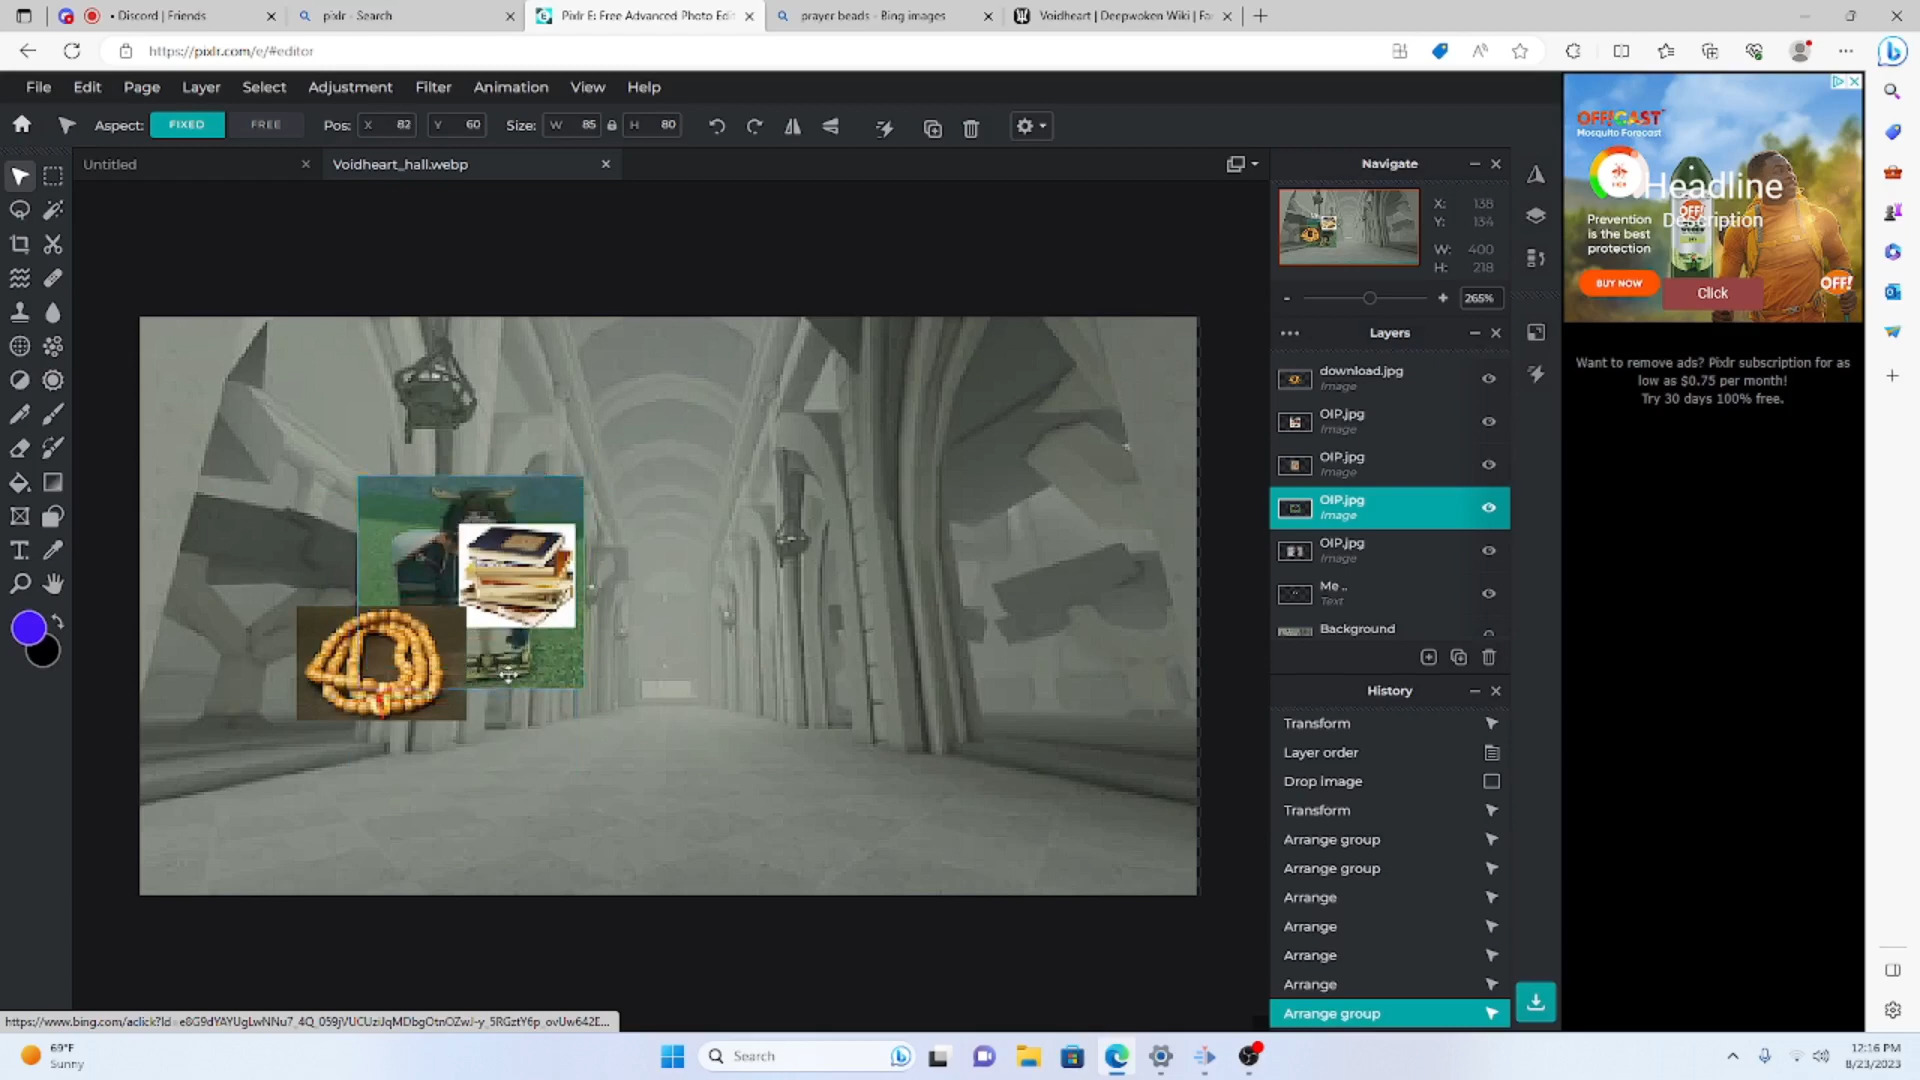 • Discord | Friends
pixlr - Search
Pixlr E: Free Advanced Photo Edi
prayer beads - Bing images
Voidheart | Deepwoken Wiki | Fa
https://pixlr.com/e/#editor
File Edit Page Layer Select Adjustment Filter Animation View Help
Aspect: FIXED FREE Pos: X 82 Y 60 Size: W 85 H 80
Untitled
Voidheart_hall.webp
Navigate
X: 138
Y: 134
W: 400
H: 218
265%
Layers
download.jpg
Image
OIP.jpg
Image
OIP.jpg
Image
OIP.jpg
Image
OIP.jpg
Image
Me ..
Text
Background
History
Transform
Layer order
Drop image
Transform
Arrange group
Arrange group
Arrange
Arrange
Arrange
Arrange
Arrange group
OFF!CAST
Mosquito Forecast
Headline
Description
Prevention
is the best
protection
OFF!
BUY NOW
Click
OFF!
Want to remove ads? Pixlr subscription for as
low as $0.75 per month!
Try 30 days 100% free.
69°F
Sunny
Search
12:16 PM
8/23/2023